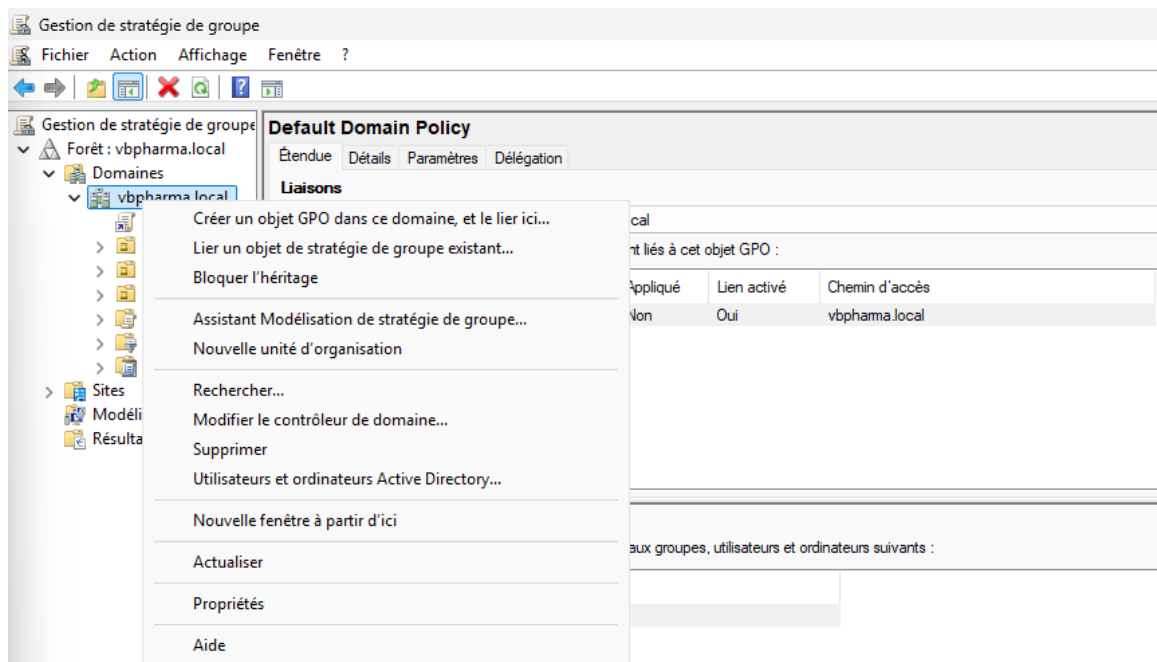 Gestion de stratégie de groupe
Fichier Action Affichage Fenêtre ?
Gestion de stratégie de groupe
Forêt : vbpharma.local
Domaines
vbpharma.local
Sites
Modéli
Résulta
Default Domain Policy
Étendue Détails Paramètres Délégation
Liaisons
cal
nt liés à cet objet GPO :
Appliqué Lien activé Chemin d'accès
Non Oui vbpharma.local
aux groupes, utilisateurs et ordinateurs suivants :
Créer un objet GPO dans ce domaine, et le lier ici...
Lier un objet de stratégie de groupe existant...
Bloquer l'héritage
Assistant Modélisation de stratégie de groupe...
Nouvelle unité d'organisation
Rechercher...
Modifier le contrôleur de domaine...
Supprimer
Utilisateurs et ordinateurs Active Directory...
Nouvelle fenêtre à partir d'ici
Actualiser
Propriétés
Aide